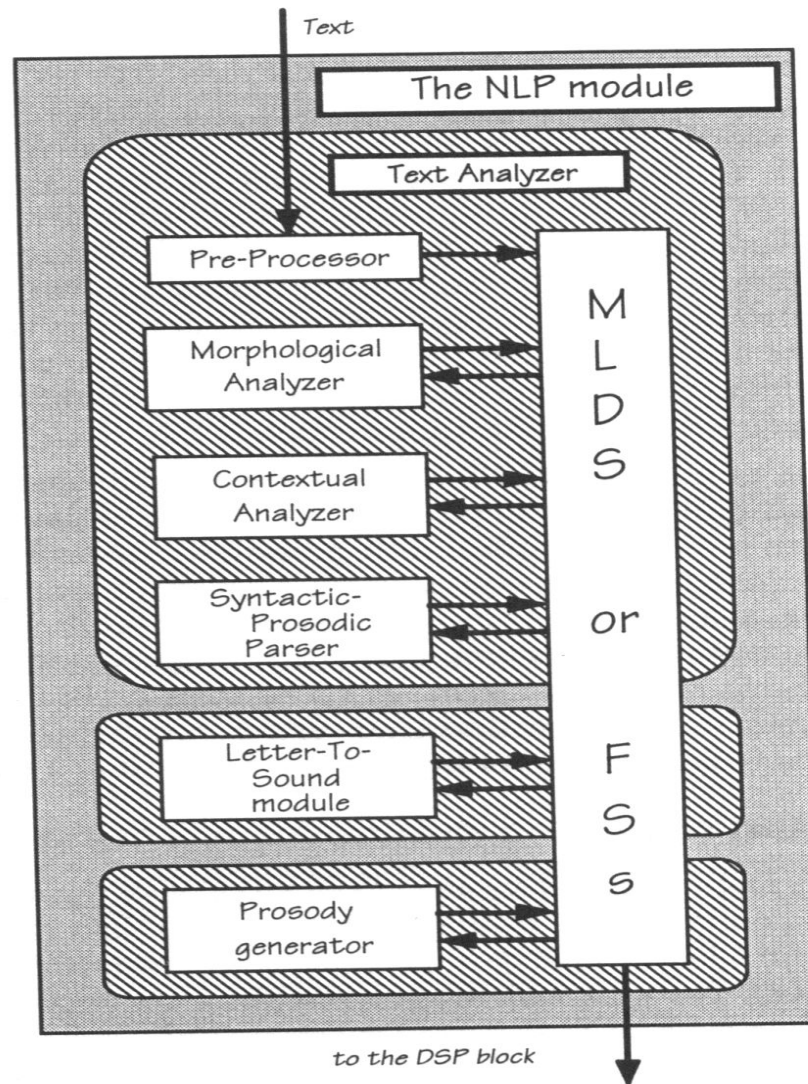 Text
The NLP module
Text Analyzer
Pre-Processor
Morphological
Analyzer
Contextual
Analyzer
Syntactic-
Prosodic
Parser
Letter-To-
Sound
module
Prosody
generator
M
L
D
S
or
F
S
s
to the DSP block